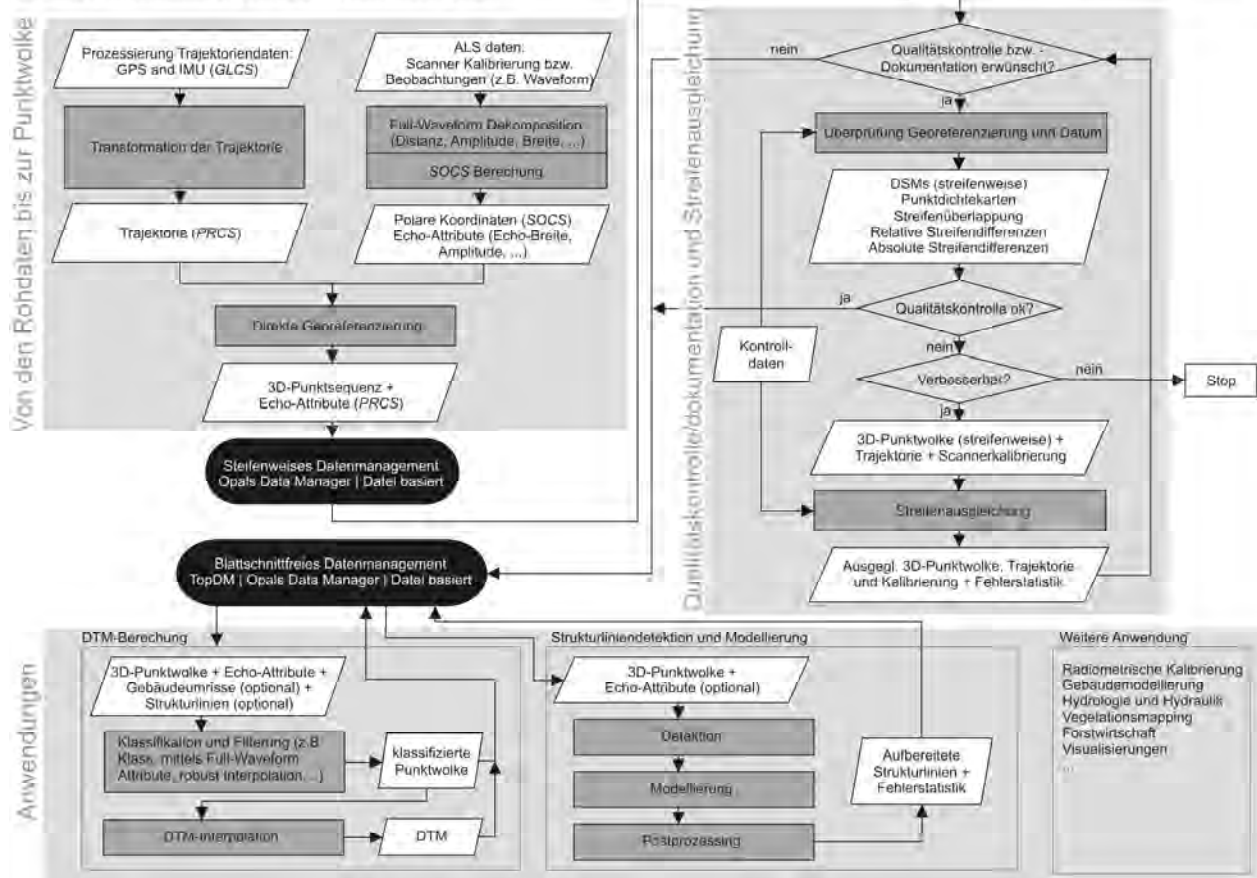 Von den Rohdaten bis zur Punktwolke
Prozessierung Trajektoriendaten:
GPS and IMU (GLCS)
Transformation der Trajektorie
Trajektorie (PRCS)
ALS daten:
Scanner Kalibrierung bzw.
Beobachtungen (z.B. Waveform)
Full-Waveform Dekomposition
(Distanz, Amplitude, Breite, ...)
SOCS Berechung
Polare Koordinaten (SOCS)
Echo-Attribute (Echo-Breite,
Amplitude, ...)
Direkte Georeferenzierung
3D-Punktsequenz +
Echo-Attribute (PRCS)
Steifenweises Datenmanagement
Opals Data Manager | Datei basiert
Blattschnittfreies Datenmanagement
TopDM | Opals Data Manager | Datei basiert
Qualitätskontrolle/dokumentation und Streifenausgleichung
nein
Qualitätskontrolle bzw. -
Dokumentation erwünscht?
ja
Überprüfung Georeferenzierung und Datum
DSMs (streifenweise)
Punktdichtekarten
Streifenüberlappung
Relative Streifendifferenzen
Absolute Streifendifferenzen
ja
Qualitätskontrolla ok?
Kontroll-
daten
nein
Verbesserbar?
nein
Stop
ja
3D-Punktwolke (streifenweise) +
Trajektorie + Scannerkalibrierung
Streifenausgleichung
Ausgegl. 3D-Punktwolke, Trajektorie
und Kalibrierung + Fehlerstatistik
Anwendungen
DTM-Berechung
3D-Punktwolke + Echo-Attribute +
Gebäudeumrisse (optional) +
Strukturlinien (optional)
Klassifikation und Filterung (z.B.
Klass. mittels Full-Waveform
Attribute, robust Interpolation, ...)
klassifizierte
Punktwolke
DTM-Interpolation
DTM
Strukturliniendetektion und Modellierung
3D-Punktwolke +
Echo-Attribute (optional)
Detektion
Modellierung
Postprozessing
Aufbereitete
Strukturlinien +
Fehlerstatistik
Weitere Anwendung
Radiometrische Kalibrierung
Gebäudemodellierung
Hydrologie und Hydraulik
Vegetationsmapping
Forstwirtschaft
Visualisierungen
...